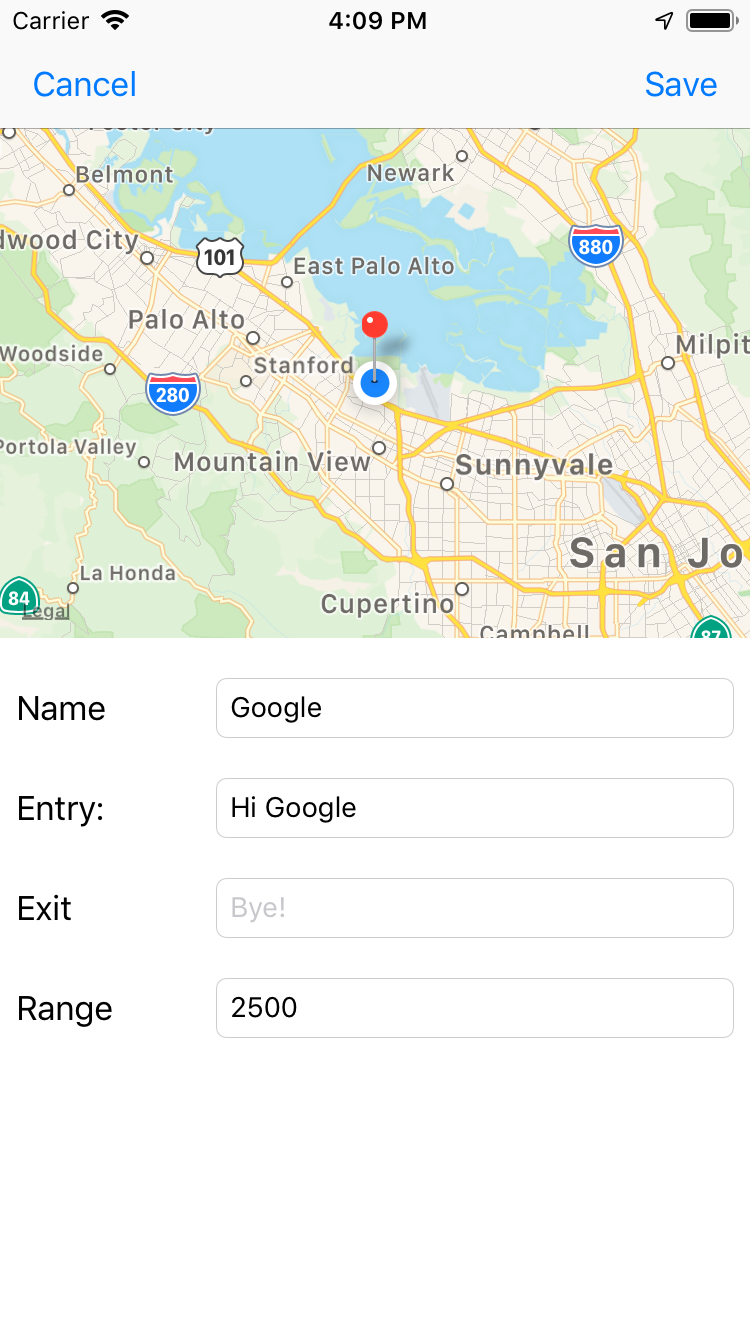 Carrier 4:09 PM
Cancel Save
Foster City
Belmont
Newark
dwood City
101
880
East Palo Alto
Palo Alto
Milpit
Woodside
Stanford
280
Portola Valley
Mountain View
Sunnyvale
San Jo
La Honda
84
Legal
Cupertino
Campbell
87
Name Google
Entry: Hi Google
Exit Bye!
Range 2500